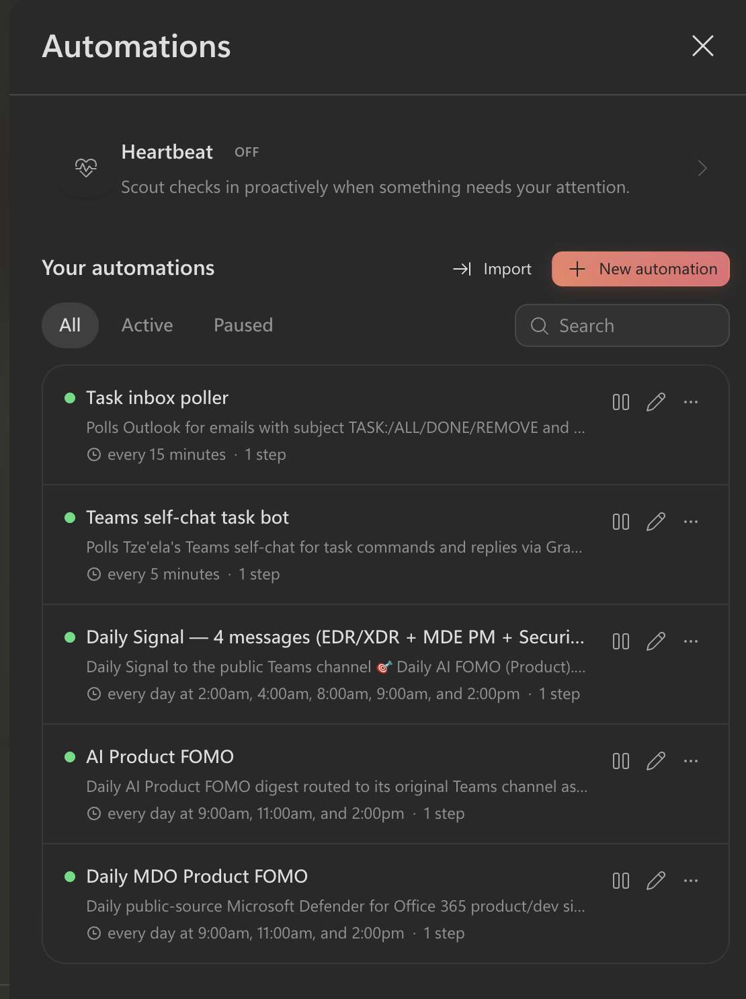 Automations
Heartbeat OFF
Scout checks in proactively when something needs your attention.
Your automations
Import
New automation
All
Active
Paused
Search
Task inbox poller
Polls Outlook for emails with subject TASK:/ALL/DONE/REMOVE and ...
every 15 minutes · 1 step
Teams self-chat task bot
Polls Tze'ela's Teams self-chat for task commands and replies via Gra...
every 5 minutes · 1 step
Daily Signal — 4 messages (EDR/XDR + MDE PM + Securi...
Daily Signal to the public Teams channel 🎯 Daily AI FOMO (Product)....
every day at 2:00am, 4:00am, 8:00am, 9:00am, and 2:00pm · 1 step
AI Product FOMO
Daily AI Product FOMO digest routed to its original Teams channel as...
every day at 9:00am, 11:00am, and 2:00pm · 1 step
Daily MDO Product FOMO
Daily public-source Microsoft Defender for Office 365 product/dev si...
every day at 9:00am, 11:00am, and 2:00pm · 1 step